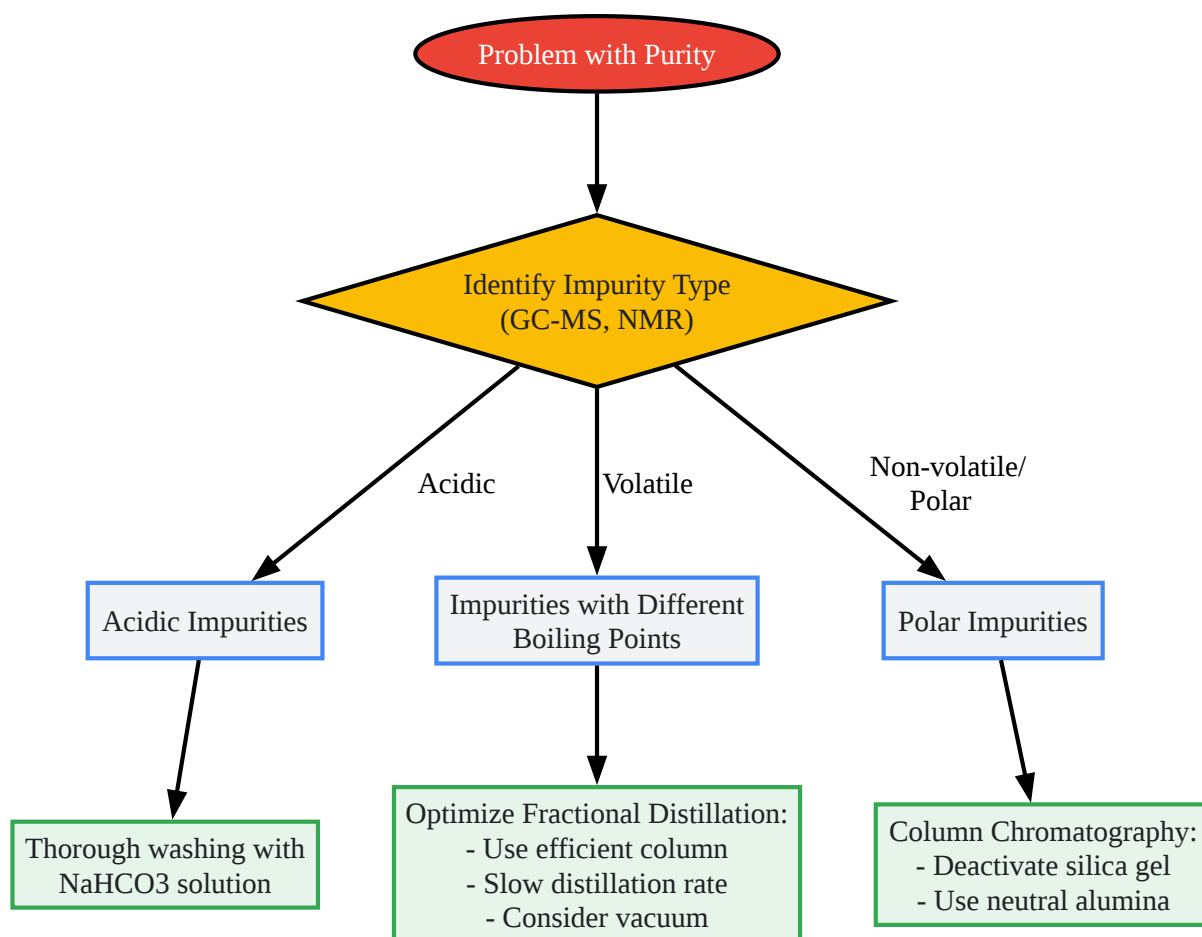 Problem with Purity
Identify Impurity Type
(GC-MS, NMR)
Acidic
Volatile
Non-volatile/
Polar
Acidic Impurities
Impurities with Different
Boiling Points
Polar Impurities
Thorough washing with
NaHCO3 solution
Optimize Fractional Distillation:
- Use efficient column
- Slow distillation rate
- Consider vacuum
Column Chromatography:
- Deactivate silica gel
- Use neutral alumina